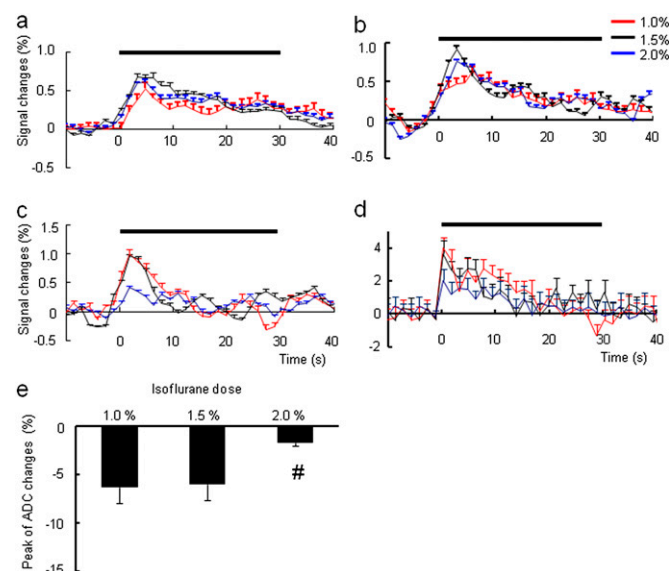 a
b
1.0%
1.5%
2.0%
Signal changes (%)
1.0
0.5
0
-0.5
0 10 20 30 40
1.0
0.5
0
-0.5
0 10 20 30 40
c
d
Signal changes (%)
1.5
1.0
0.5
0
-0.5
0 10 20 30 40
Time (s)
4
2
0
-2
0 10 20 30 40
Time (s)
e
Isoflurane dose
1.0 % 1.5 % 2.0 %
Peak of ADC changes (%)
0
-5
-10
-15
#